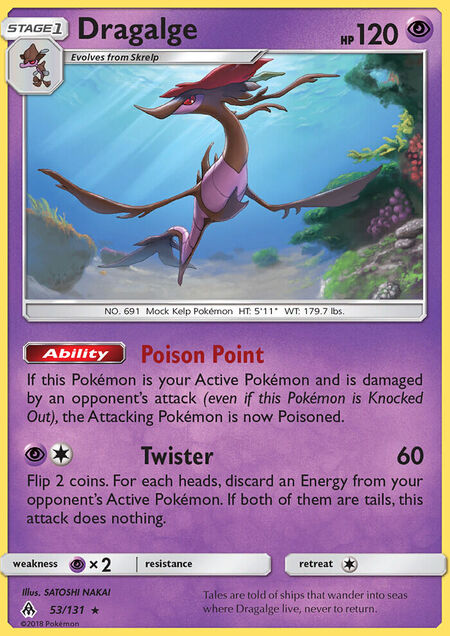 STAGE 1 Dragalge HP 120
Evolves from Skrelp
NO. 691 Mock Kelp Pokémon HT: 5'11" WT: 179.7 lbs.
Ability Poison Point
If this Pokémon is your Active Pokémon and is damaged
by an opponent's attack (even if this Pokémon is Knocked
Out), the Attacking Pokémon is now Poisoned.
Twister 60
Flip 2 coins. For each heads, discard an Energy from your
opponent's Active Pokémon. If both of them are tails, this
attack does nothing.
weakness ×2 resistance retreat
Illus. SATOSHI NAKAI
53/131 ★
©2018 Pokémon
Tales are told of ships that wander into seas
where Dragalge live, never to return.